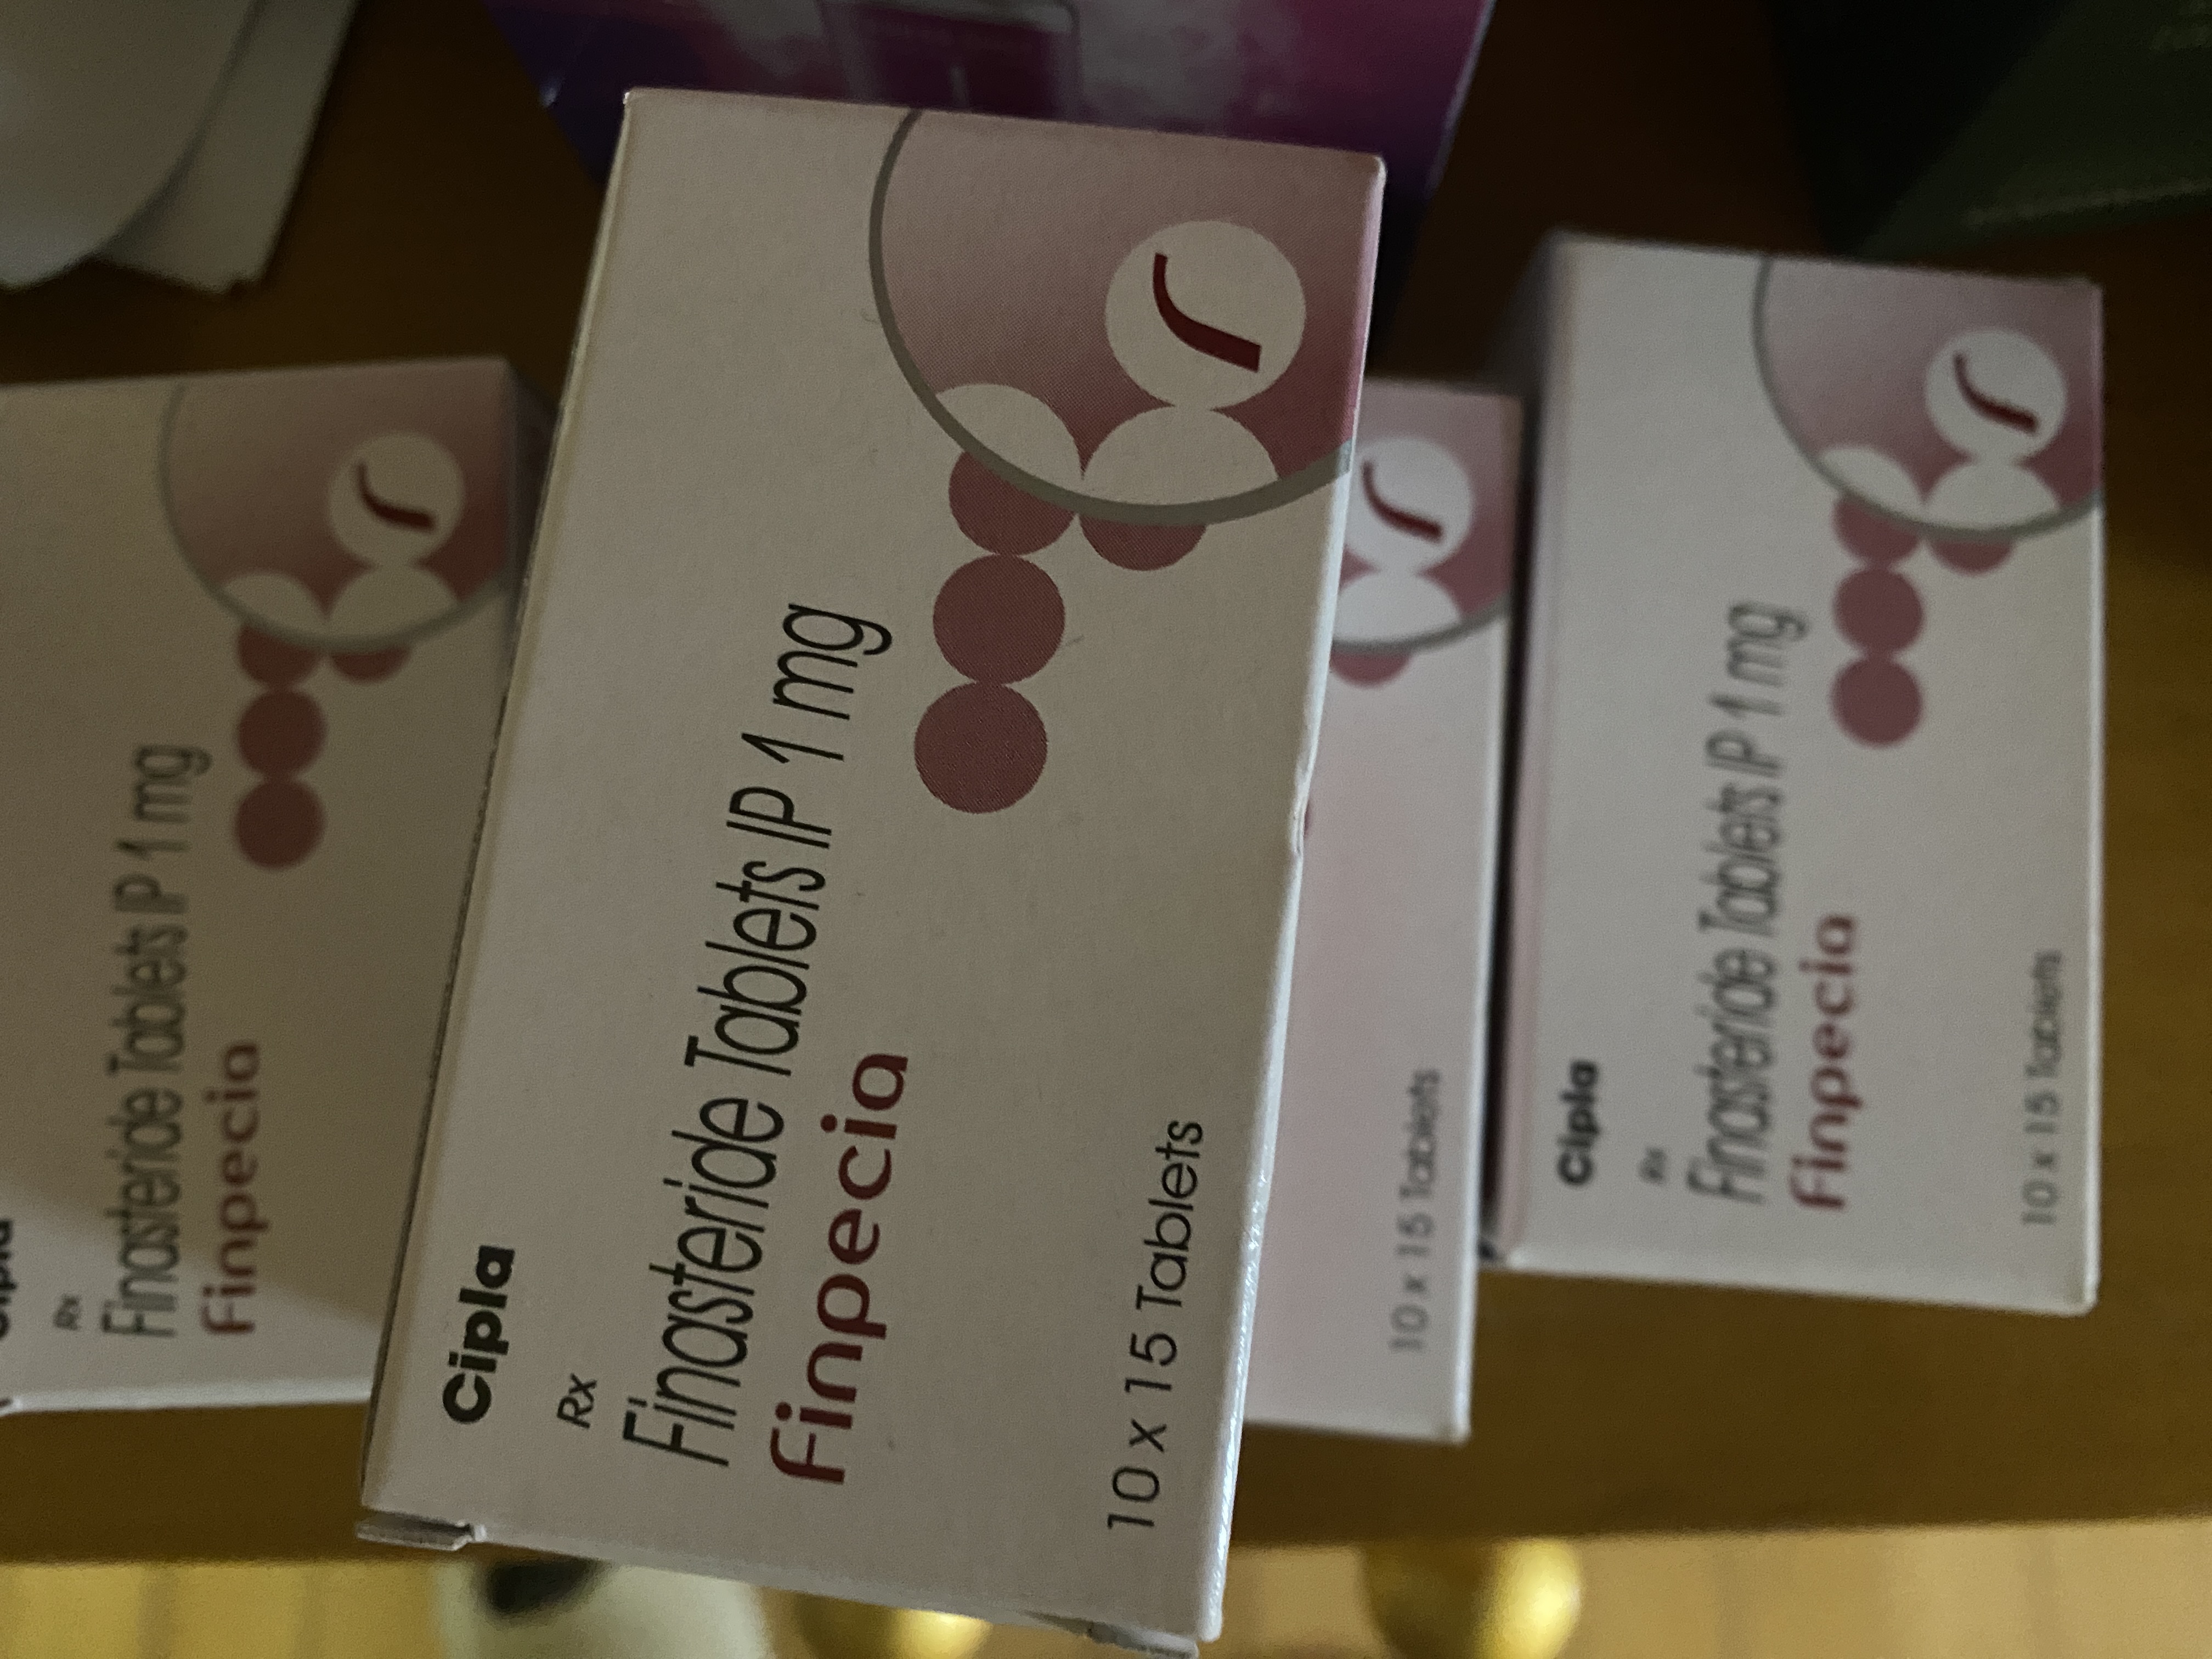 Cipla
Rx
Finasteride Tablets IP 1 mg
Finpecia
10 x 15 Tablets
Rx
Finasteride Tablets IP 1 mg
Finpecia
10 x 15 Tablets
Cipla
Rx
Finasteride Tablets IP 1 mg
Finpecia
10 x 15 Tablets